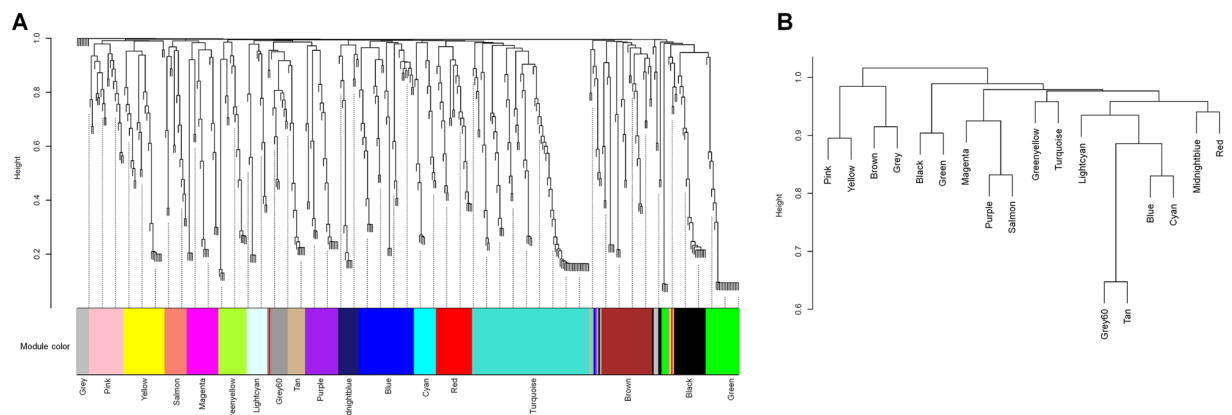 A
B
1.0
0.8
0.6
0.4
0.2
Height
Module color
Grey
Pink
Yellow
Salmon
Magenta
reenyellow
Lightcyan
Grey60
Tan
Purple
idnightblue
Blue
Cyan
Red
Turquoise
Brown
Black
Green
1.0
0.9
0.8
0.7
0.6
Height
Pink
Yellow
Brown
Grey
Black
Green
Magenta
Purple
Salmon
Greenyellow
Turquoise
Lightcyan
Grey60
Tan
Blue
Cyan
Midnightblue
Red